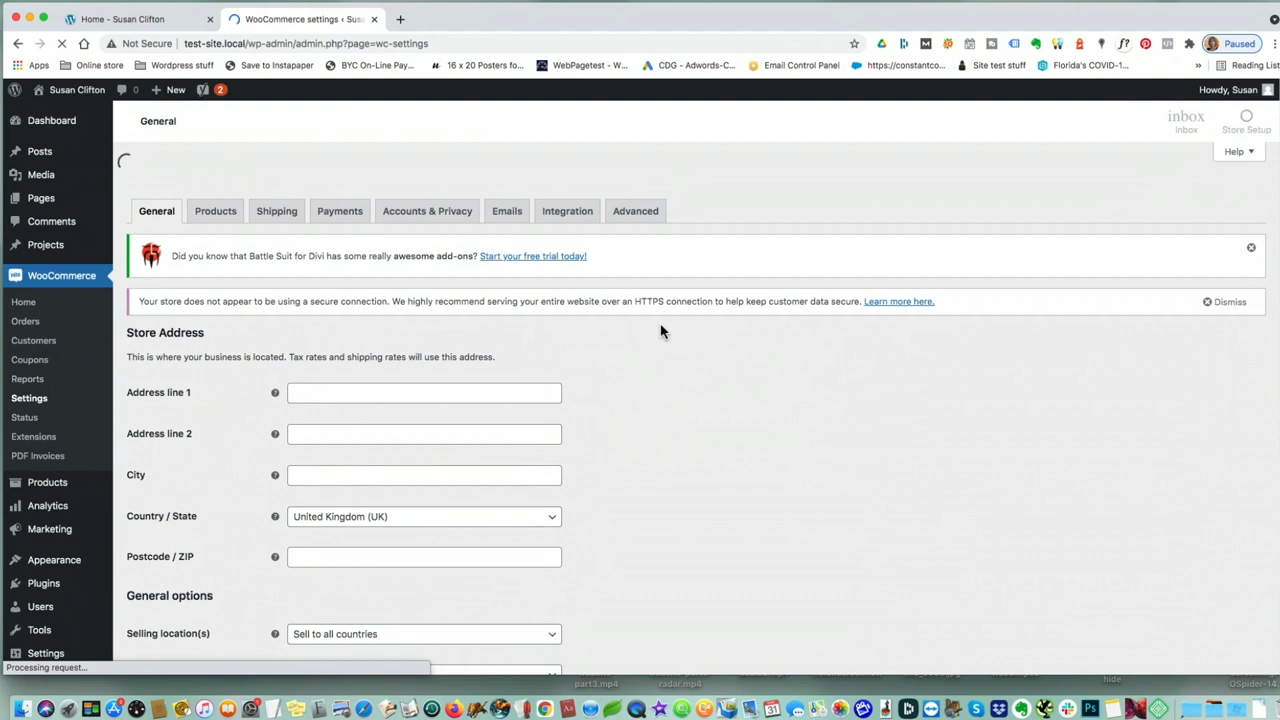 Home - Susan Clifton
WooCommerce settings ‹ Sus
Not Secure test-site.local/wp-admin/admin.php?page=wc-settings
Paused
Apps Online store Wordpress stuff Save to Instapaper BYC On-Line Pay... 16 x 20 Posters fo... WebPagetest - W... CDG - Adwords-C... Email Control Panel https://constantco... Site test stuff Florida's COVID-1... » Reading List
Susan Clifton 0 New 2 Howdy, Susan
General
inbox
Inbox
Store Setup
Help
General Products Shipping Payments Accounts & Privacy Emails Integration Advanced
Did you know that Battle Suit for Divi has some really awesome add-ons? Start your free trial today!
Your store does not appear to be using a secure connection. We highly recommend serving your entire website over an HTTPS connection to help keep customer data secure. Learn more here. Dismiss
Store Address
This is where your business is located. Tax rates and shipping rates will use this address.
Address line 1
Address line 2
City
Country / State United Kingdom (UK)
Postcode / ZIP
General options
Selling location(s) Sell to all countries
Dashboard
Posts
Media
Pages
Comments
Projects
WooCommerce
Home
Orders
Customers
Coupons
Reports
Settings
Status
Extensions
PDF Invoices
Products
Analytics
Marketing
Appearance
Plugins
Users
Tools
Settings
Processing request...
part3.mp4
radar.mp4
hide
OSpider-14.